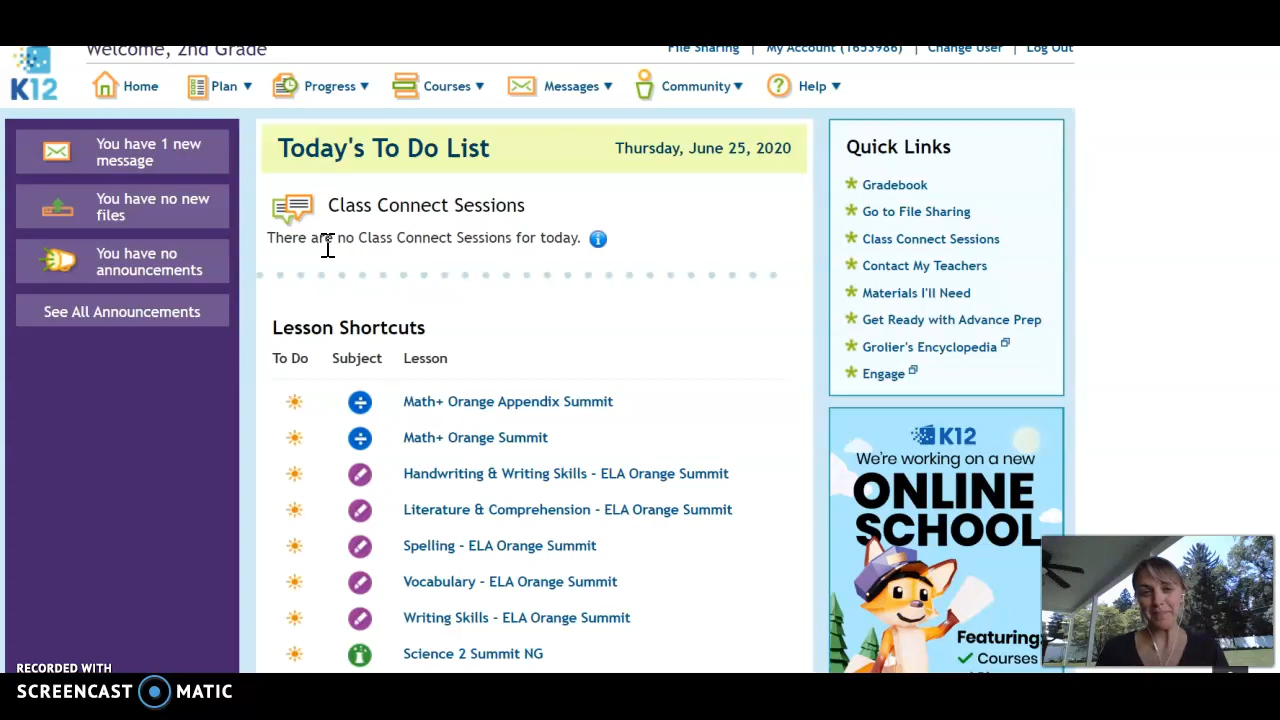 Welcome, 2nd Grade
File Sharing | My Account (1653986) | Change User | Log Out
K12
Home
Plan
Progress
Courses
Messages
Community
Help
You have 1 new
message
You have no new
files
You have no
announcements
See All Announcements
Today's To Do List
Thursday, June 25, 2020
Class Connect Sessions
There are no Class Connect Sessions for today.
Lesson Shortcuts
To Do
Subject
Lesson
Math+ Orange Appendix Summit
Math+ Orange Summit
Handwriting & Writing Skills - ELA Orange Summit
Literature & Comprehension - ELA Orange Summit
Spelling - ELA Orange Summit
Vocabulary - ELA Orange Summit
Writing Skills - ELA Orange Summit
Science 2 Summit NG
Quick Links
Gradebook
Go to File Sharing
Class Connect Sessions
Contact My Teachers
Materials I'll Need
Get Ready with Advance Prep
Grolier's Encyclopedia
Engage
K12
We're working on a new
ONLINE
SCHOOL
Featuring:
Courses
RECORDED WITH
SCREENCAST MATIC